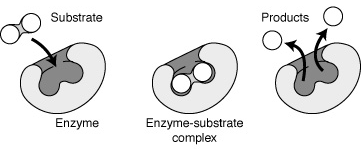 Substrate
Products
Enzyme
Enzyme-substrate
complex